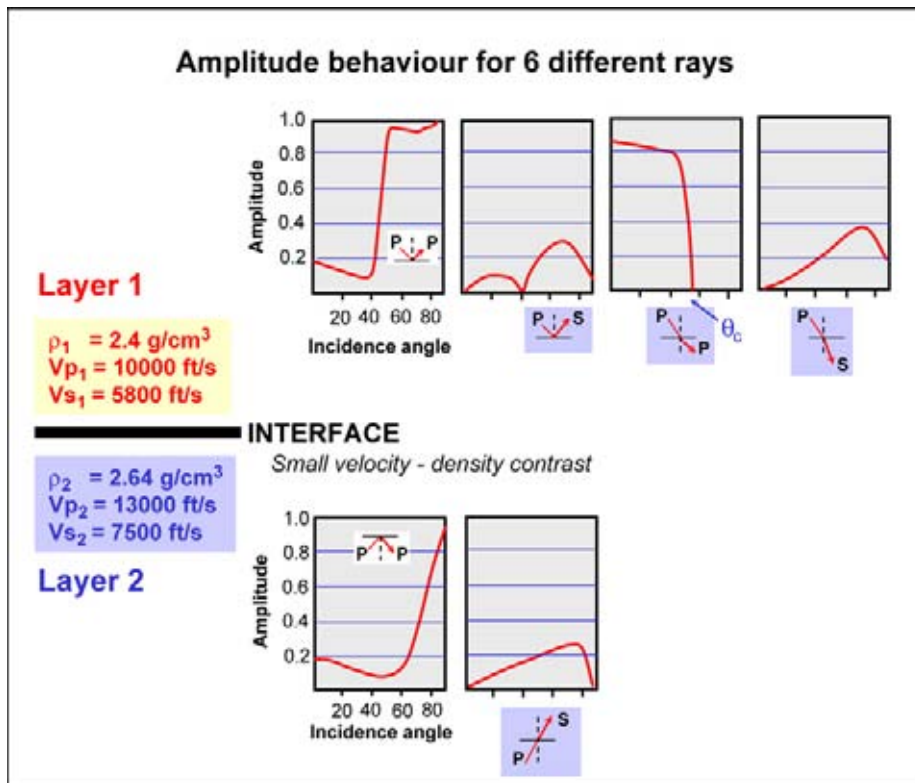 Amplitude behaviour for 6 different rays
Amplitude
1.0
0.8
0.6
0.4
0.2
P P
20 40 60 80
Incidence angle
P S
P
P
θc
P
S
Layer 1
ρ1 = 2.4 g/cm3
Vp1 = 10000 ft/s
Vs1 = 5800 ft/s
INTERFACE
Small velocity - density contrast
ρ2 = 2.64 g/cm3
Vp2 = 13000 ft/s
Vs2 = 7500 ft/s
Layer 2
Amplitude
1.0
0.8
0.6
0.4
0.2
P P
20 40 60 80
Incidence angle
S
P